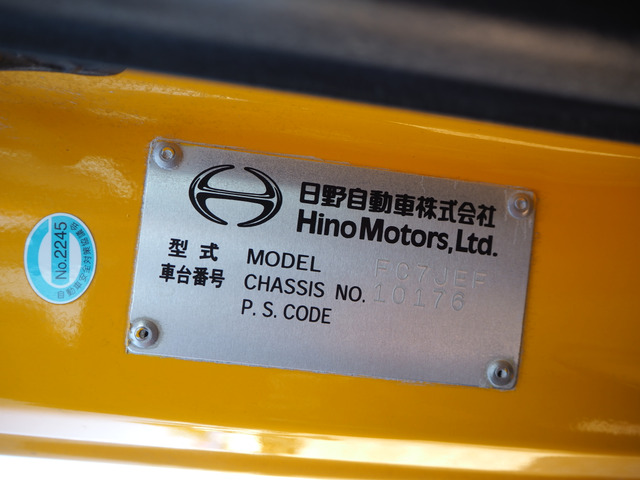 日野自動車株式会社
Hino Motors, Ltd.
型式 MODEL FC7JEF
車台番号 CHASSIS NO. 10176
P. S. CODE
No.2245